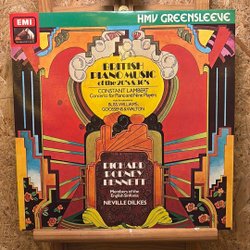 EMI
HMV GREENSLEEVE
BRITISH
PIANO MUSIC
of the 20's & 30's
CONSTANT LAMBERT
Concerto for Piano and Nine Players
BLISS, WILLIAMS,
GOOSSENS & WALTON
RICHARD
RODNEY
BENNETT
Members of the
English Sinfonia
NEVILLE DILKES